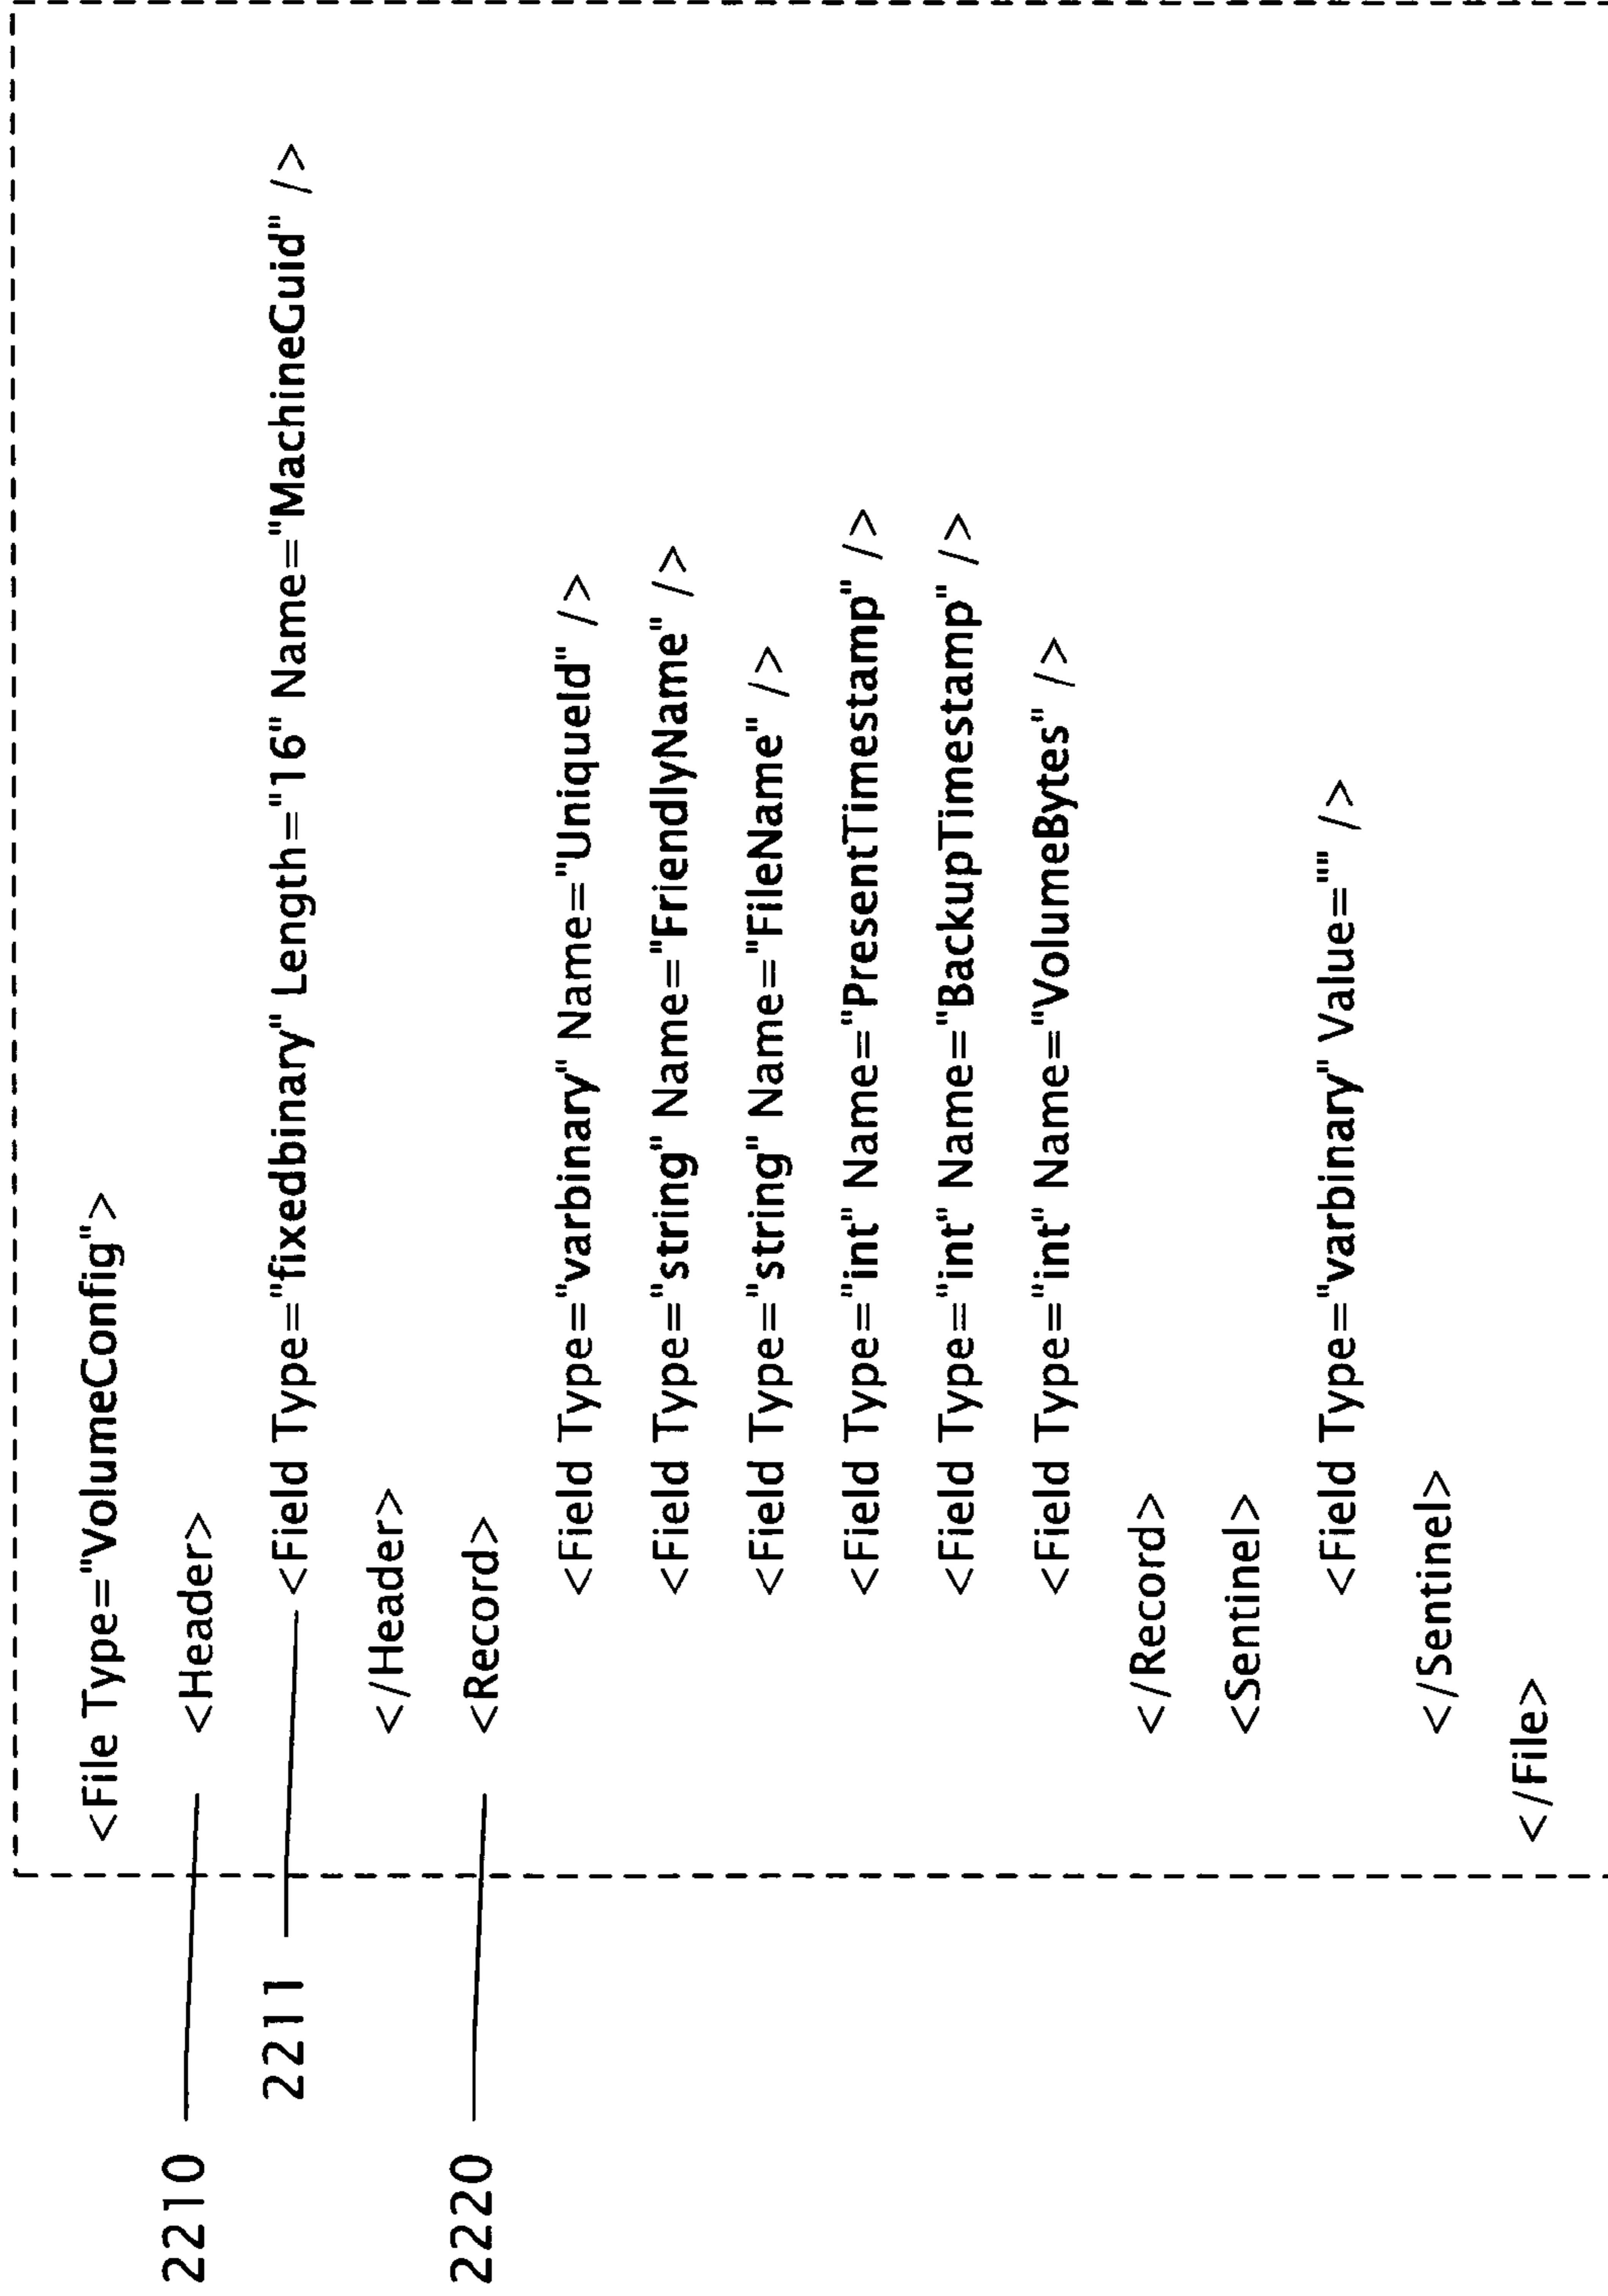 <File Type="VolumeConfig">
2210 <Header>
2211 <Field Type="fixedbinary" Length="16" Name="MachineGuid" />
</Header>
2220 <Record>
<Field Type="varbinary" Name="UniqueId" />
<Field Type="string" Name="FriendlyName" />
<Field Type="string" Name="FileName" />
<Field Type="int" Name="PresentTimestamp" />
<Field Type="int" Name="BackupTimestamp" />
<Field Type="int" Name="VolumeBytes" />
</Record>
<Sentinel>
<Field Type="varbinary" Value="" />
</Sentinel>
</File>